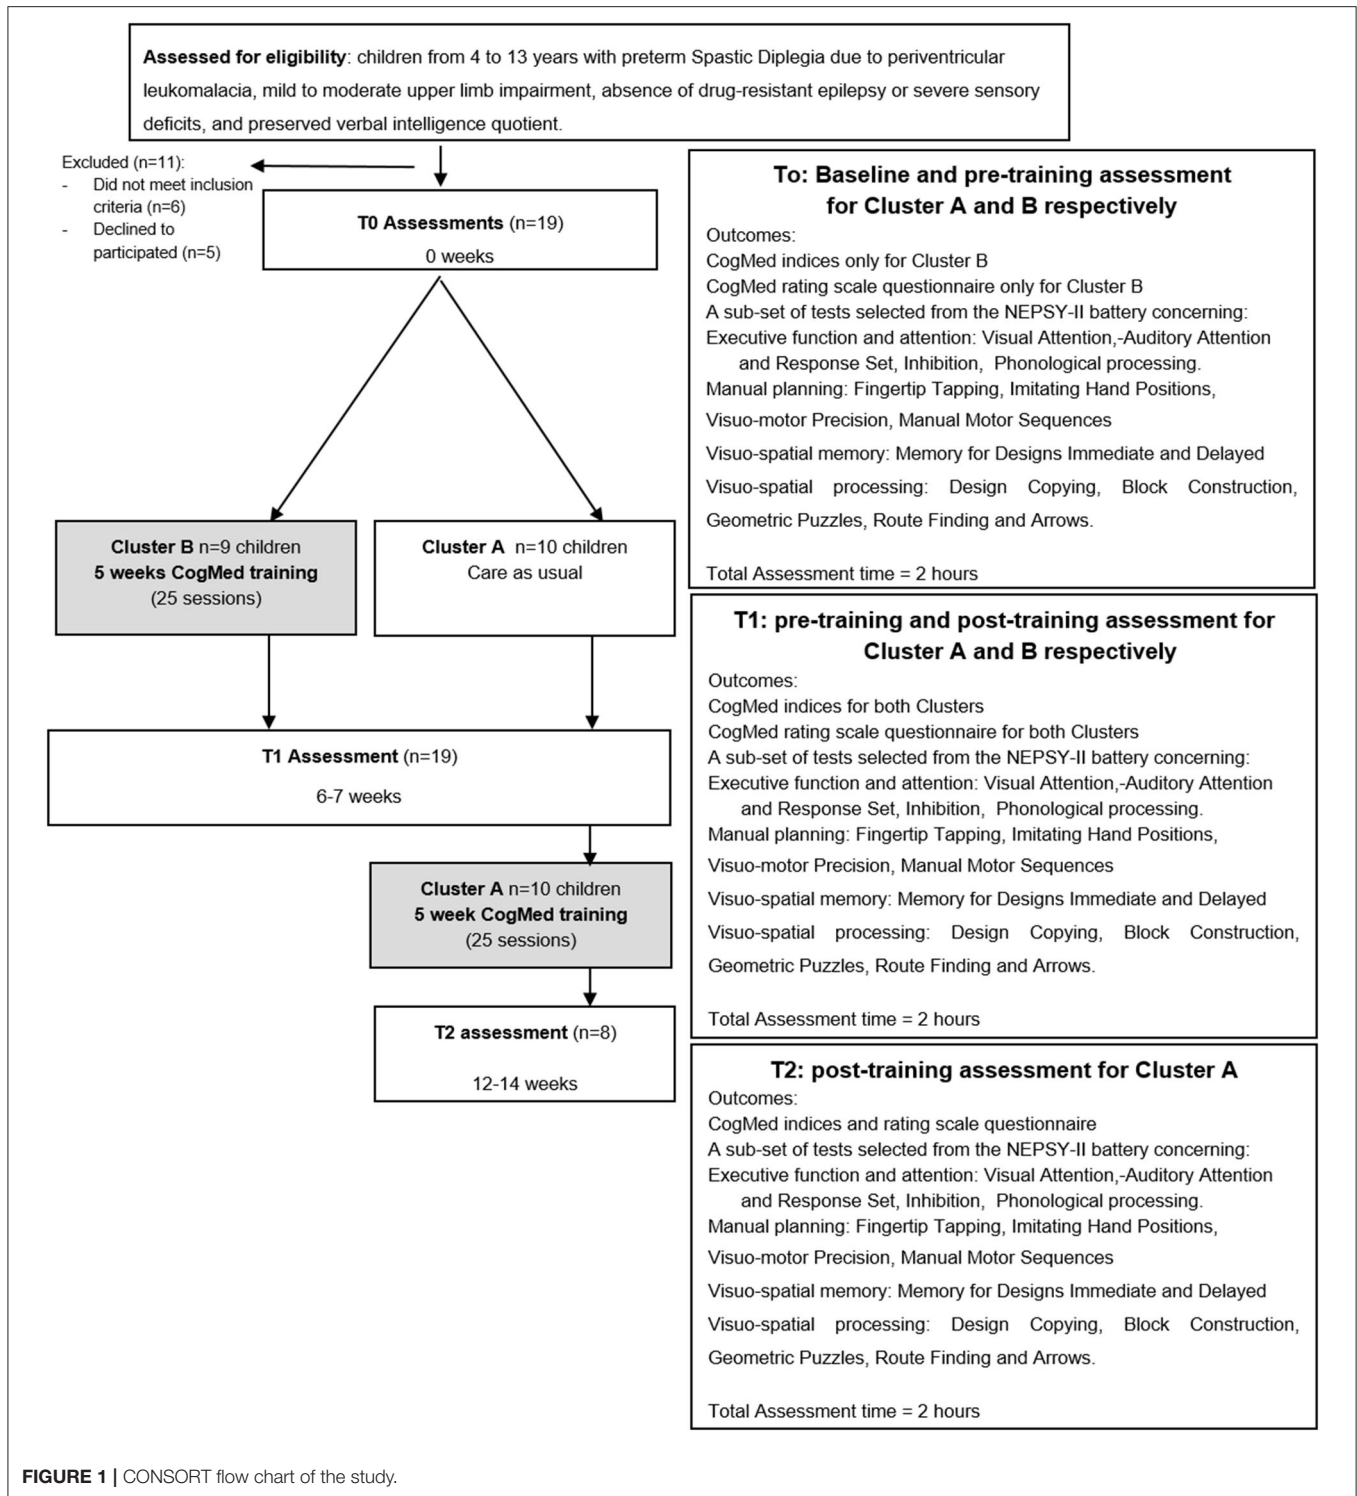 Assessed for eligibility: children from 4 to 13 years with preterm Spastic Diplegia due to periventricular
leukomalacia, mild to moderate upper limb impairment, absence of drug-resistant epilepsy or severe sensory
deficits, and preserved verbal intelligence quotient.
Excluded (n=11):
- Did not meet inclusion
criteria (n=6)
- Declined to
participated (n=5)
T0 Assessments (n=19)
0 weeks
Cluster B n=9 children
5 weeks CogMed training
(25 sessions)
Cluster A n=10 children
Care as usual
T1 Assessment (n=19)
6-7 weeks
Cluster A n=10 children
5 week CogMed training
(25 sessions)
T2 assessment (n=8)
12-14 weeks
To: Baseline and pre-training assessment
for Cluster A and B respectively
Outcomes:
CogMed indices only for Cluster B
CogMed rating scale questionnaire only for Cluster B
A sub-set of tests selected from the NEPSY-II battery concerning:
Executive function and attention: Visual Attention,-Auditory Attention
and Response Set, Inhibition, Phonological processing.
Manual planning: Fingertip Tapping, Imitating Hand Positions,
Visuo-motor Precision, Manual Motor Sequences
Visuo-spatial memory: Memory for Designs Immediate and Delayed
Visuo-spatial processing: Design Copying, Block Construction,
Geometric Puzzles, Route Finding and Arrows.
Total Assessment time = 2 hours
T1: pre-training and post-training assessment for
Cluster A and B respectively
Outcomes:
CogMed indices for both Clusters
CogMed rating scale questionnaire for both Clusters
A sub-set of tests selected from the NEPSY-II battery concerning:
Executive function and attention: Visual Attention,-Auditory Attention
and Response Set, Inhibition, Phonological processing.
Manual planning: Fingertip Tapping, Imitating Hand Positions,
Visuo-motor Precision, Manual Motor Sequences
Visuo-spatial memory: Memory for Designs Immediate and Delayed
Visuo-spatial processing: Design Copying, Block Construction,
Geometric Puzzles, Route Finding and Arrows.
Total Assessment time = 2 hours
T2: post-training assessment for Cluster A
Outcomes:
CogMed indices and rating scale questionnaire
A sub-set of tests selected from the NEPSY-II battery concerning:
Executive function and attention: Visual Attention,-Auditory Attention
and Response Set, Inhibition, Phonological processing.
Manual planning: Fingertip Tapping, Imitating Hand Positions,
Visuo-motor Precision, Manual Motor Sequences
Visuo-spatial memory: Memory for Designs Immediate and Delayed
Visuo-spatial processing: Design Copying, Block Construction,
Geometric Puzzles, Route Finding and Arrows.
Total Assessment time = 2 hours
FIGURE 1 | CONSORT flow chart of the study.